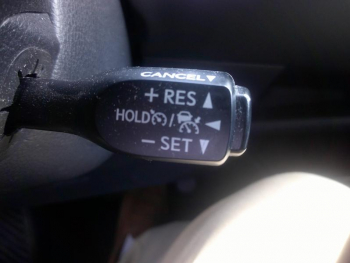 CANCEL▼
+ RES ▲
HOLD / ◄
− SET ▼